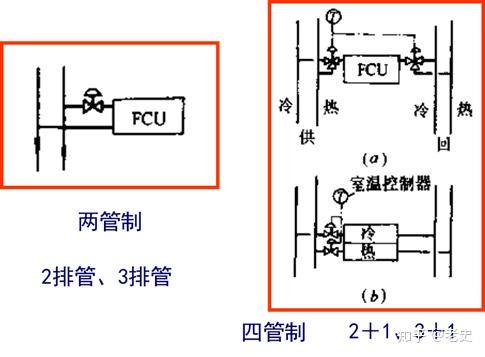 FCU
两管制
2排管、3排管
T
FCU
冷 热 冷 热
供 回
(a)
室温控制器
T
冷
热
(b)
四管制 2+1、3+1
知乎 @老史